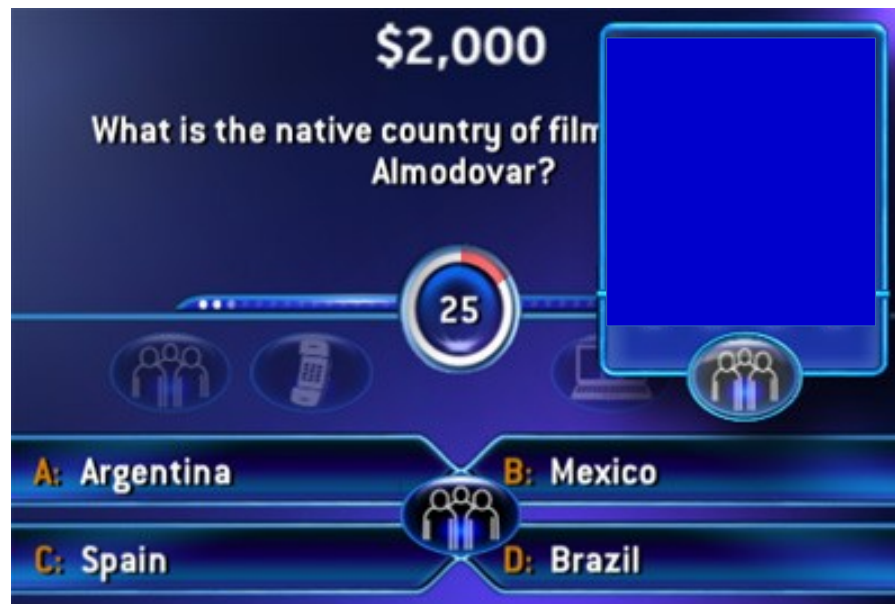 $2,000
What is the native country of film
Almodovar?
25
A: Argentina
B: Mexico
C: Spain
D: Brazil